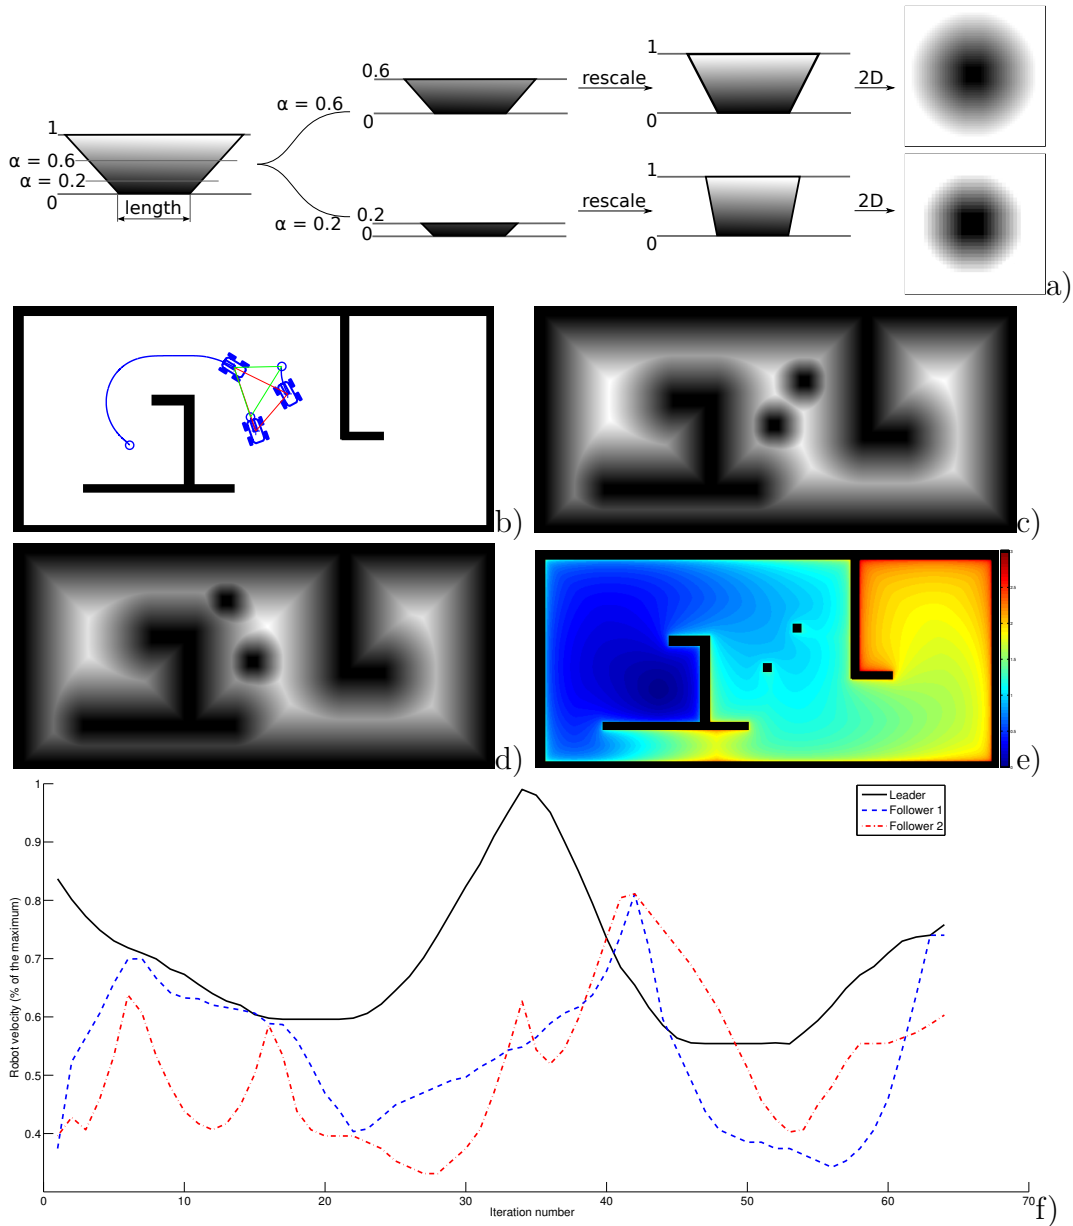 1
α = 0.6
α = 0.2
0
length
α = 0.6
α = 0.2
0.6
0
0.2
0
rescale
rescale
1
0
1
0
2D
2D
a)
b)
c)
d)
e)
f)
1
0.9
0.8
0.7
0.6
0.5
0.4
Robot velocity (% of the maximum)
0 10 20 30 40 50 60 70
Iteration number
Leader
Follower 1
Follower 2